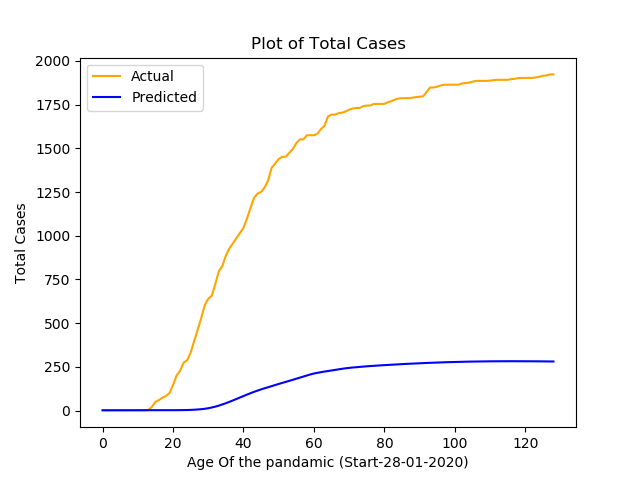 Plot of Total Cases
Actual
Predicted
2000
1750
1500
1250
1000
750
500
250
0
Total Cases
0 20 40 60 80 100 120
Age Of the pandamic (Start-28-01-2020)